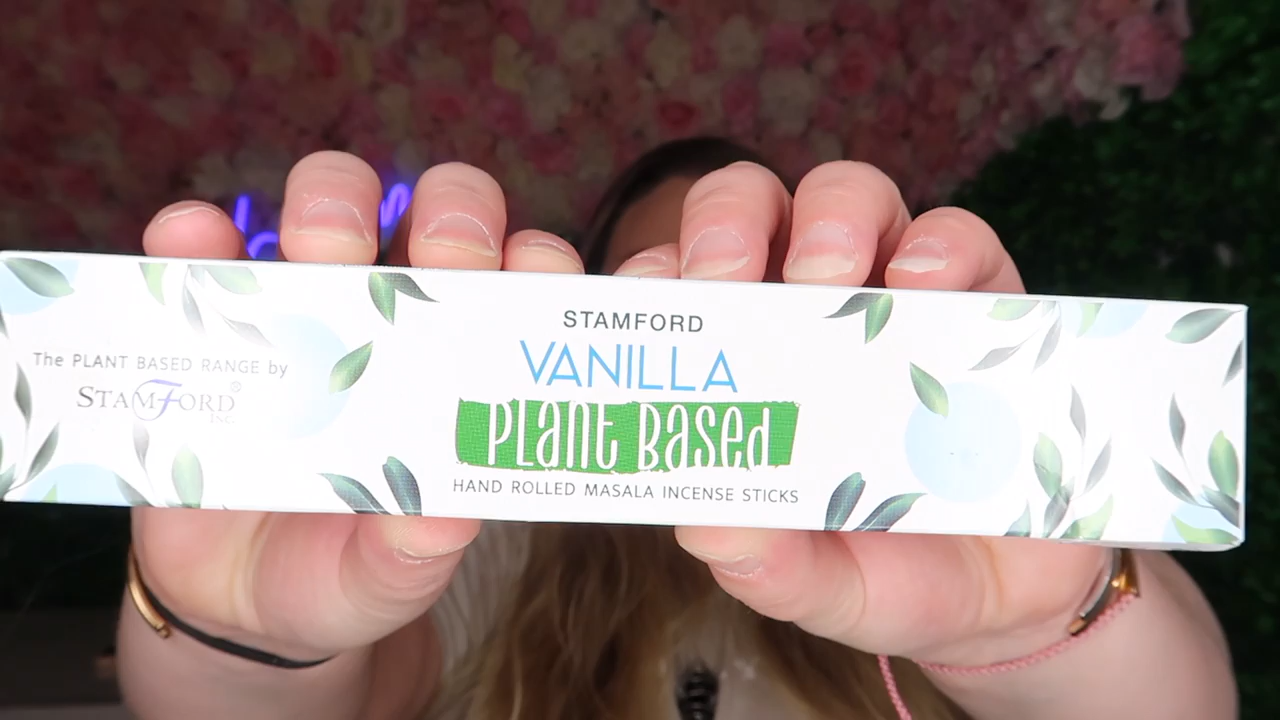 The PLANT BASED RANGE by
STAMFORD®
INC.
STAMFORD
VANILLA
PLant Based
HAND ROLLED MASALA INCENSE STICKS